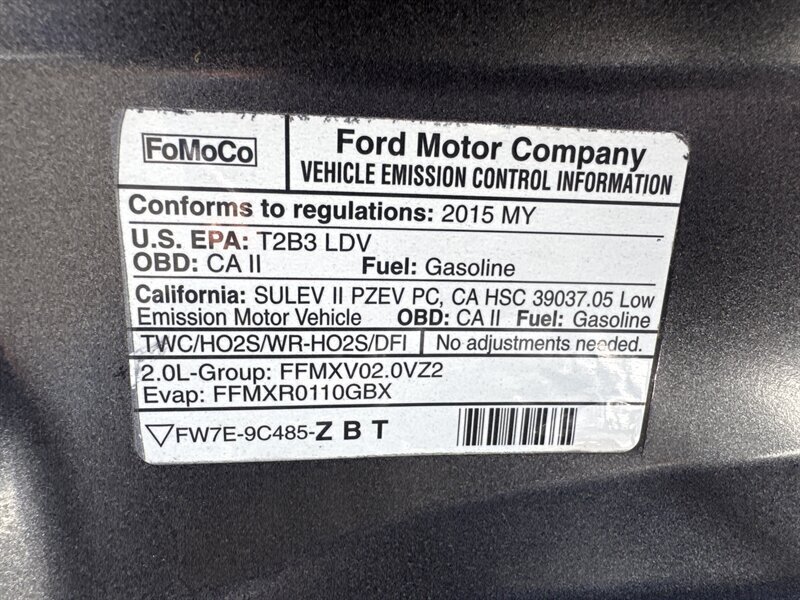 FoMoCo
Ford Motor Company
VEHICLE EMISSION CONTROL INFORMATION
Conforms to regulations: 2015 MY
U.S. EPA: T2B3 LDV
OBD: CA II Fuel: Gasoline
California: SULEV II PZEV PC, CA HSC 39037.05 Low
Emission Motor Vehicle OBD: CA II Fuel: Gasoline
TWC/HO2S/WR-HO2S/DFI No adjustments needed.
2.0L-Group: FFMXV02.0VZ2
Evap: FFMXR0110GBX
FW7E-9C485-Z B T